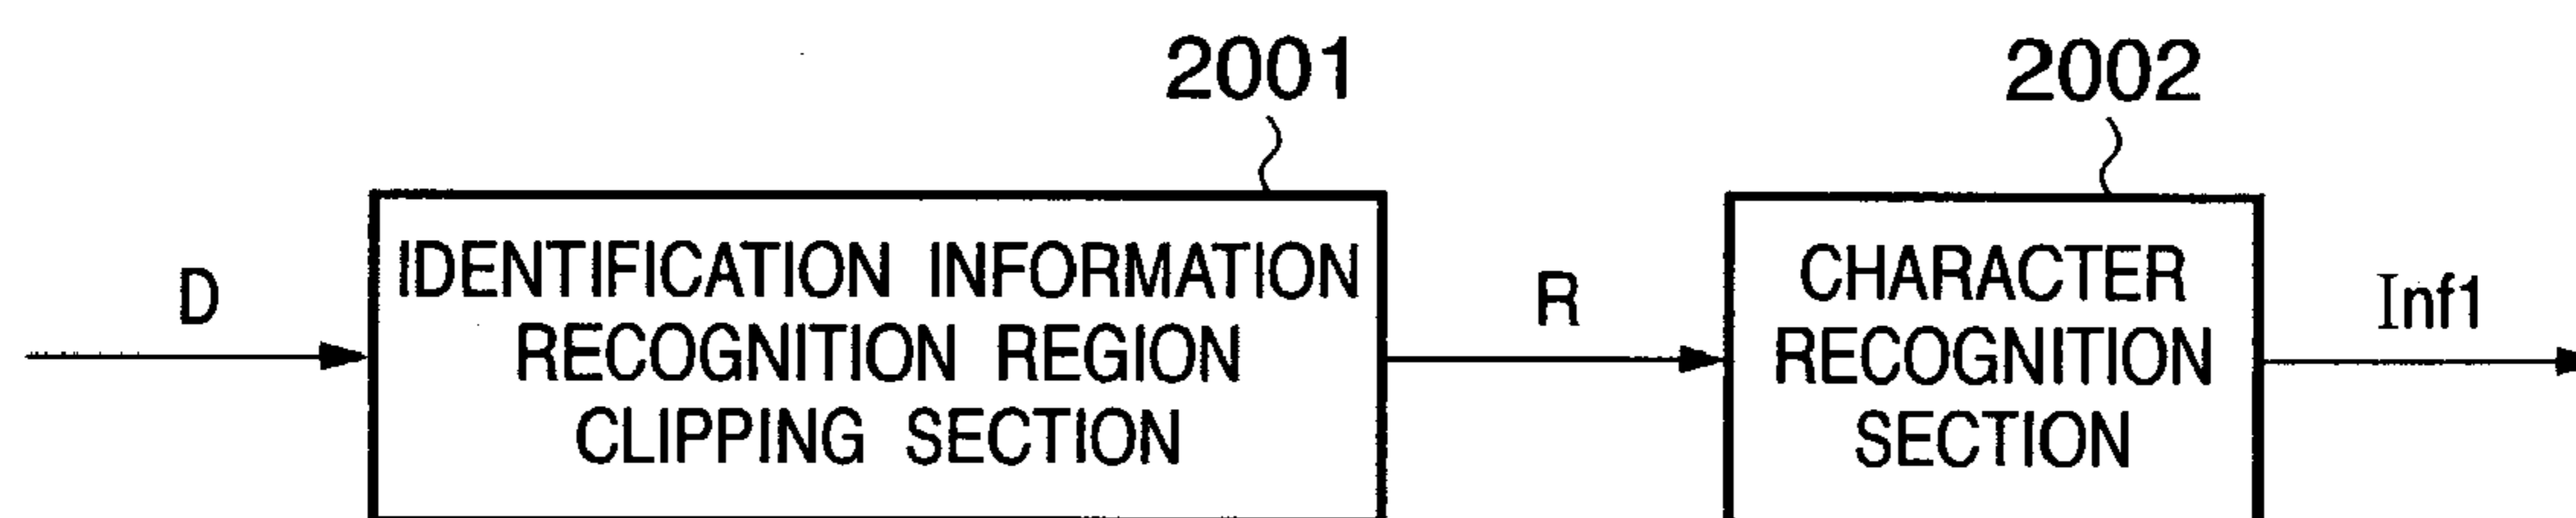 2001
2002
D
IDENTIFICATION INFORMATION
RECOGNITION REGION
CLIPPING SECTION
R
CHARACTER
RECOGNITION
SECTION
Inf1